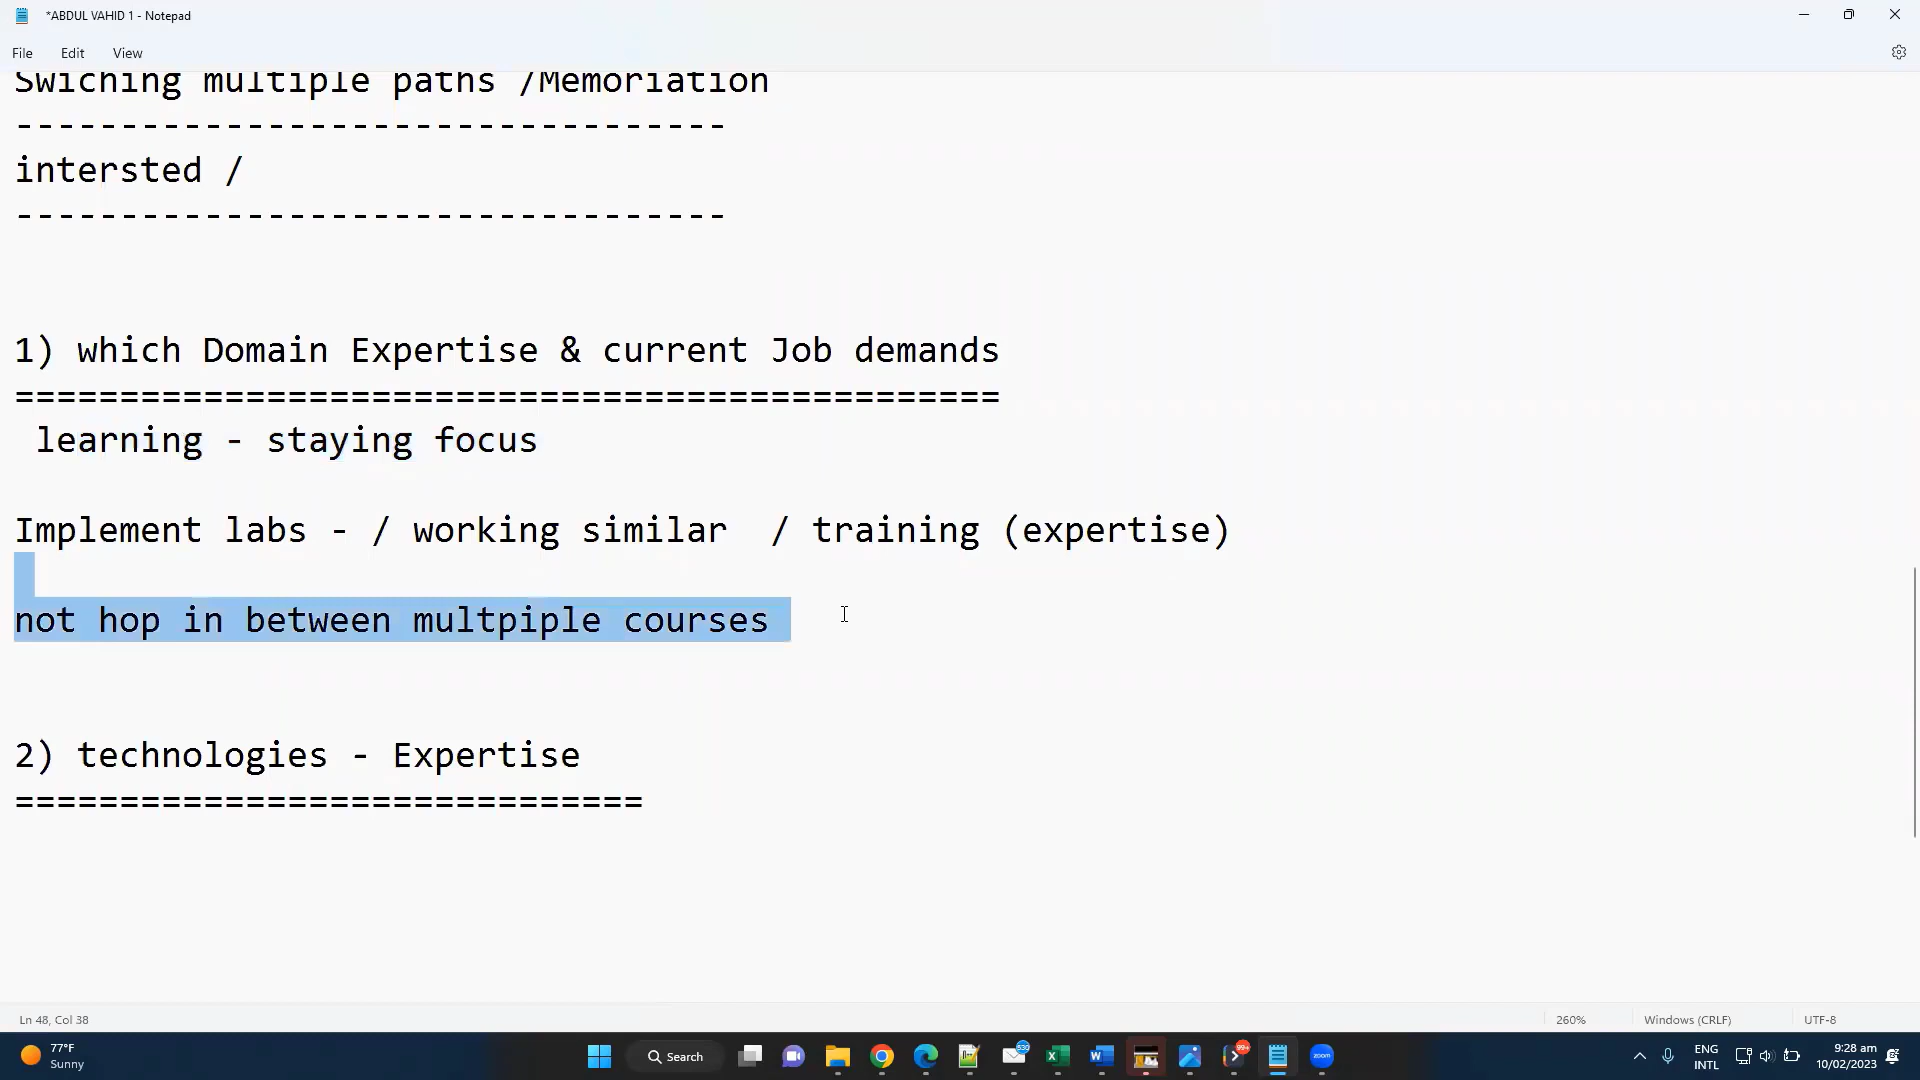 *ABDUL VAHID 1 - Notepad
File Edit View
Swiching multiple paths /Memoriation
----------------------------------
intersted /
----------------------------------
1) which Domain Expertise & current Job demands
===============================================
learning - staying focus
Implement labs - / working similar / training (expertise)
not hop in between multpiple courses
2) technologies - Expertise
==============================
Ln 48, Col 38
260%
Windows (CRLF)
UTF-8
77°F
Sunny
Search
530
99+
zoom
ENG
INTL
9:28 am
10/02/2023